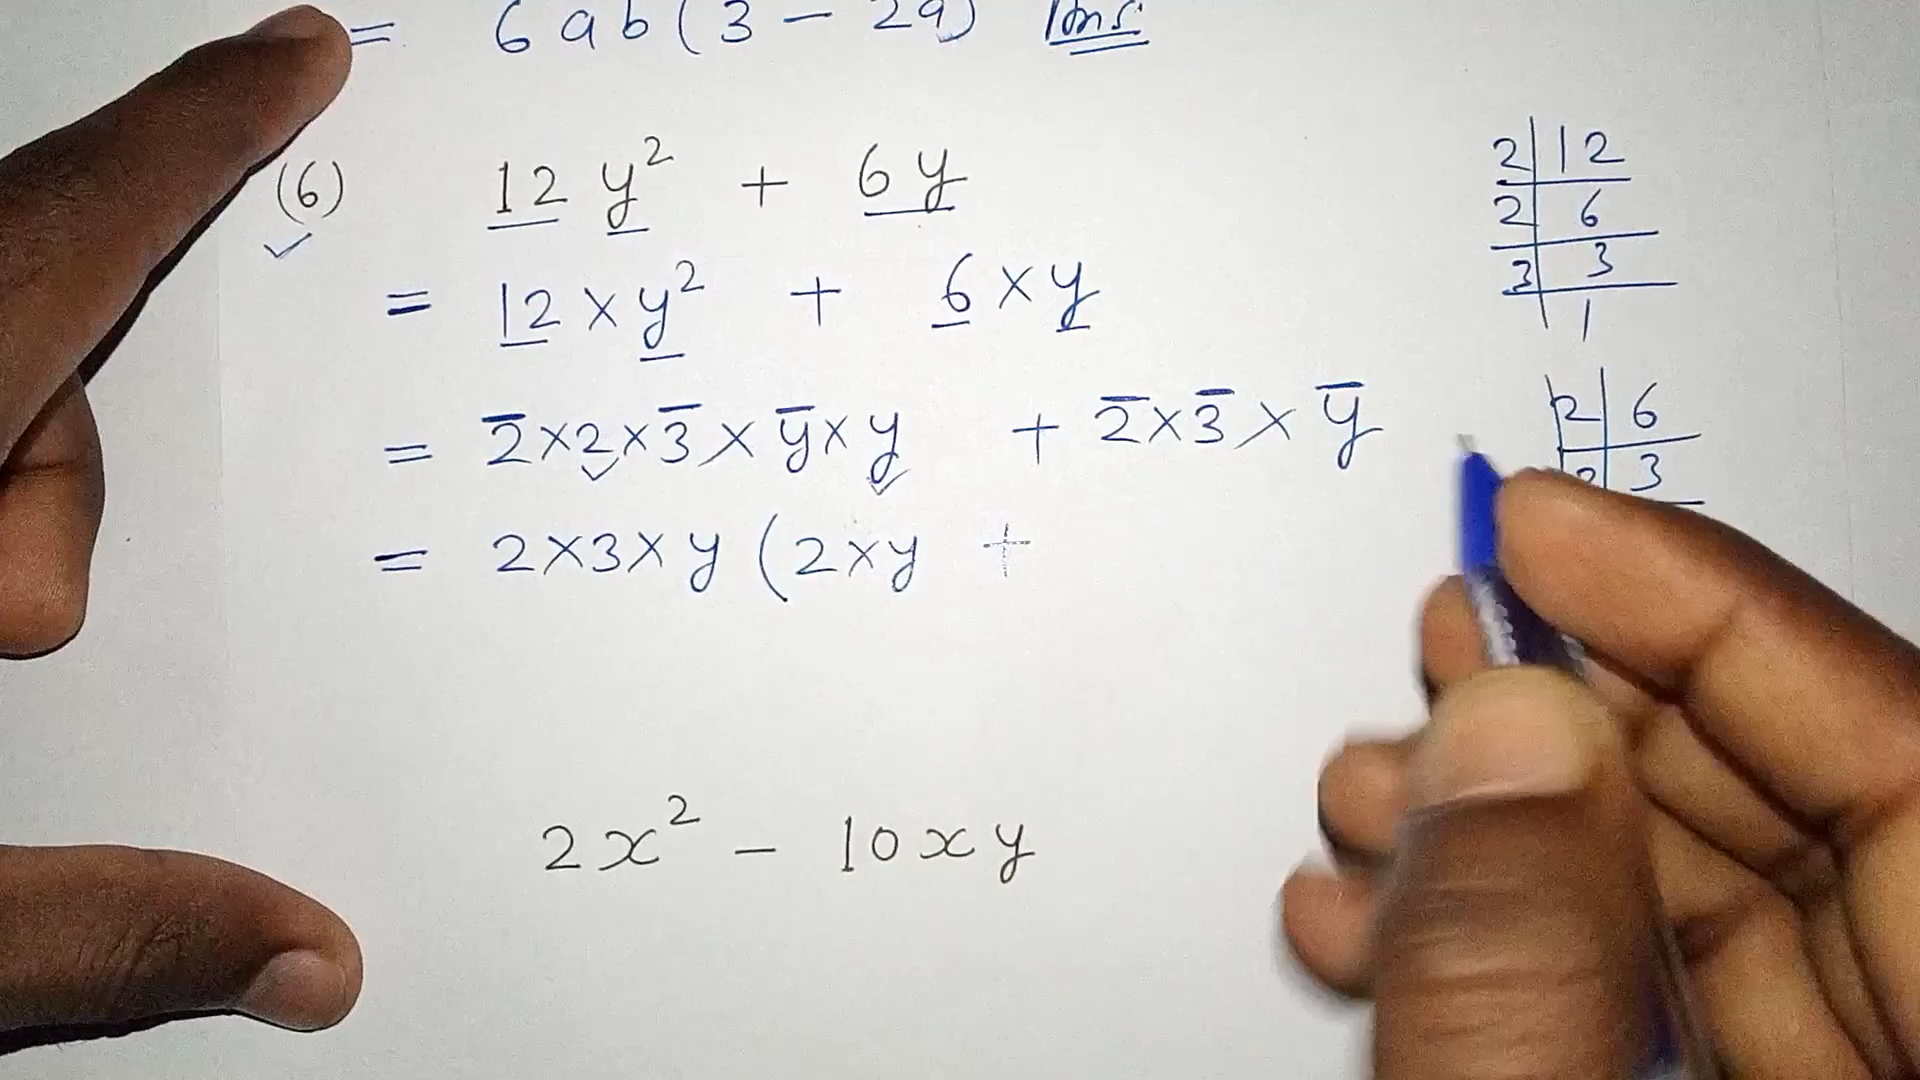 = 6ab(3 - 2a) Ans.
(6) 12y² + 6y
= 12 × y² + 6 × y
= 2 × 2 × 3 × y × y + 2 × 3 × y
= 2 × 3 × y (2 × y +
2x² - 10xy
2 | 12
2 | 6
3 | 3
1
2 | 6
3